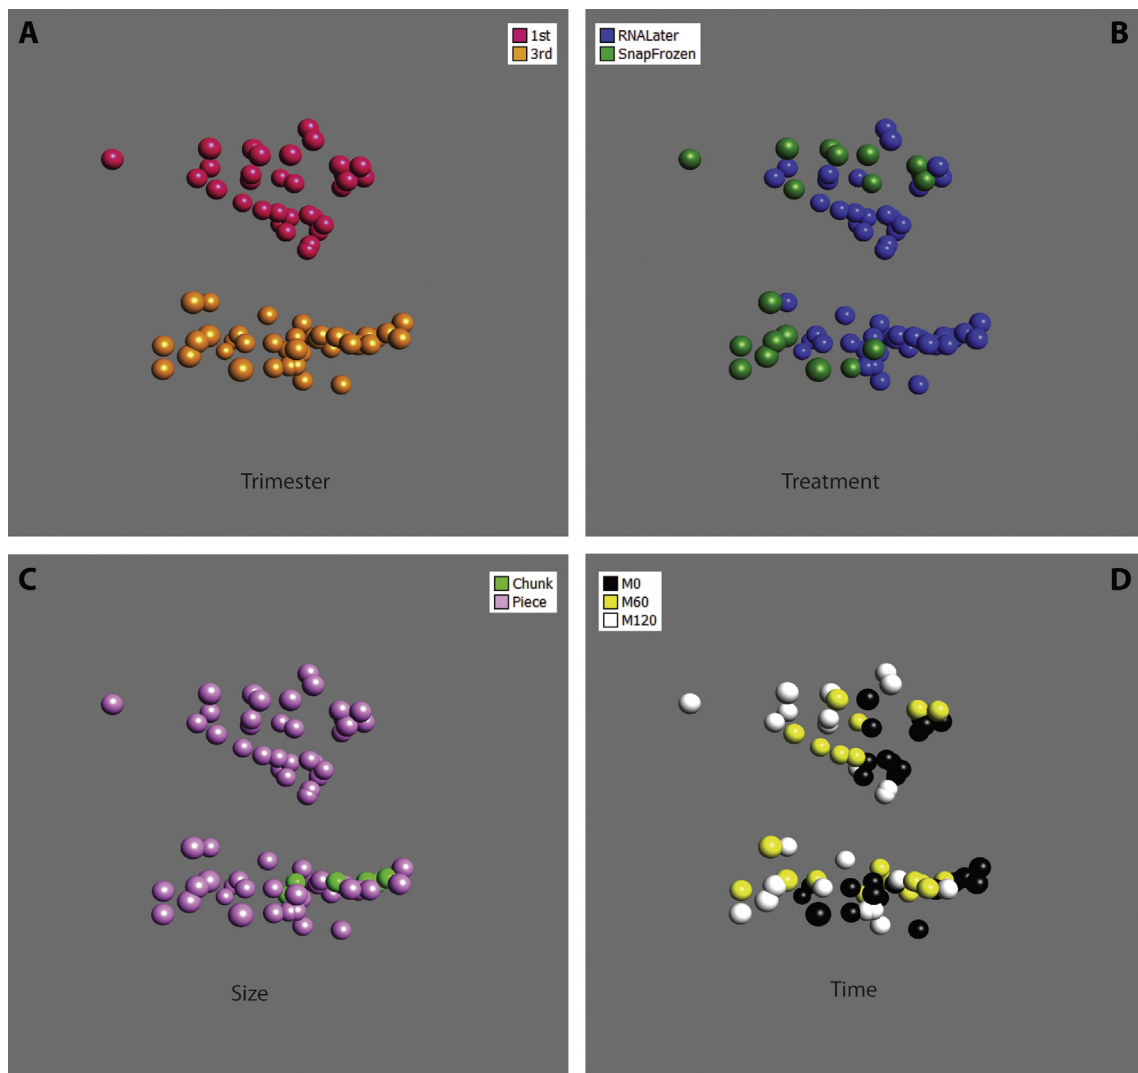 A
1st
3rd
Trimester
RNALater
SnapFrozen
B
Treatment
C
Chunk
Piece
Size
M0
M60
M120
D
Time